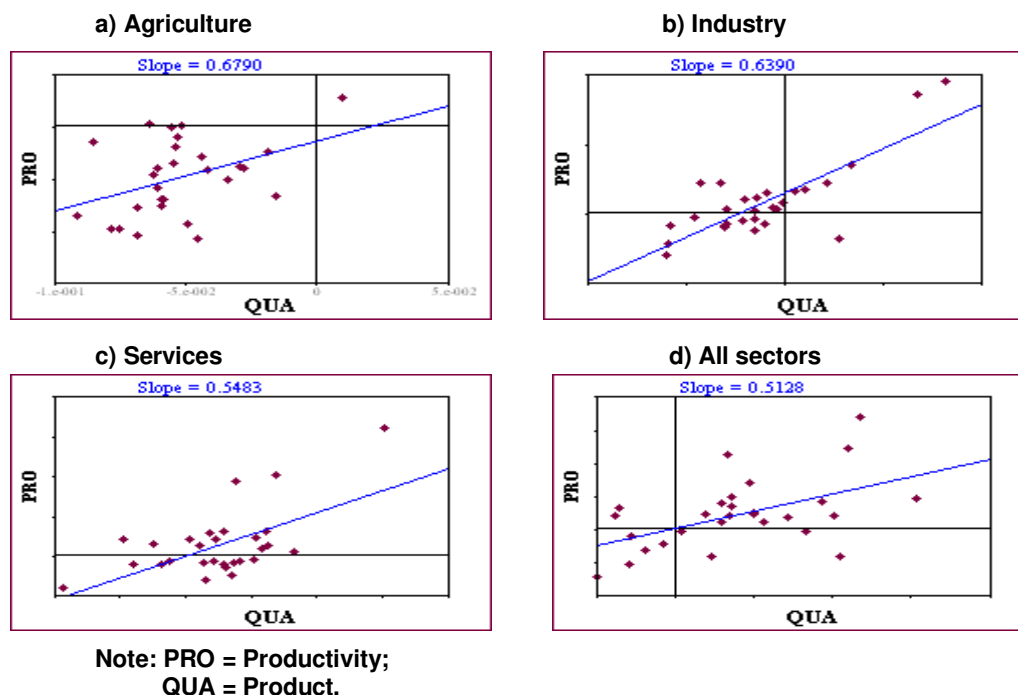 a) Agriculture
b) Industry
Slope = 0.6790
Slope = 0.6390
PRO
PRO
-1.e-001 -5.e-002 0 5.e-002
QUA
QUA
c) Services
d) All sectors
Slope = 0.5483
Slope = 0.5128
PRO
PRO
QUA
QUA
Note: PRO = Productivity;
QUA = Product.